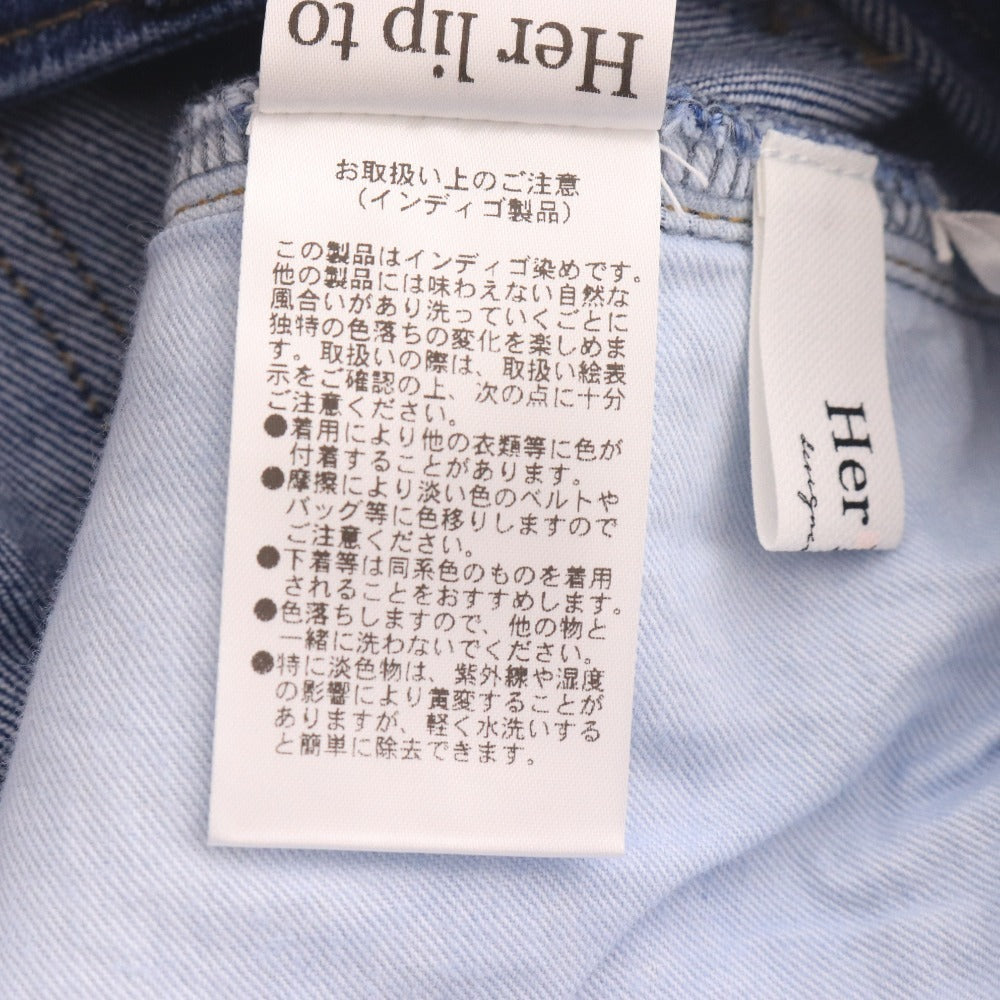 Her lip to
お取扱い上のご注意
（インディゴ製品）
この製品はインディゴ染めです。
他の製品には味わえない自然な
風合いがあり洗っていくごとに
独特の色落ちの変化を楽しめま
す。取扱いの際は、取扱い絵表
示をご確認の上、次の点に十分
ご注意ください。
●着用により他の衣類等に色が
付着することがあります。
●摩擦により淡い色のベルトや
バッグ等に色移りしますので
ご注意ください。
●下着等は同系色のものを着用
されることをおすすめします。
●色落ちしますので、他の物と
一緒に洗わないでください。
●特に淡色物は、紫外線や湿度
の影響により黄変することが
ありますが、軽く水洗いする
と簡単に除去できます。
Her